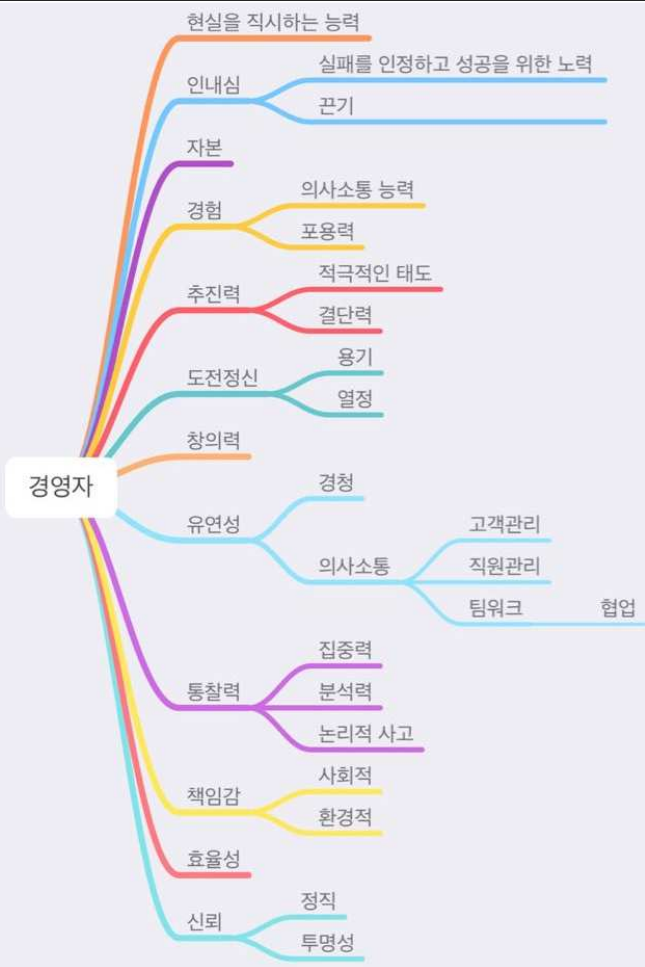 현실을 직시하는 능력
인내심
실패를 인정하고 성공을 위한 노력
끈기
자본
경험
의사소통 능력
포용력
추진력
적극적인 태도
결단력
도전정신
용기
열정
창의력
경영자
유연성
경청
의사소통
고객관리
직원관리
팀워크
협업
통찰력
집중력
분석력
논리적 사고
책임감
사회적
환경적
효율성
신뢰
정직
투명성